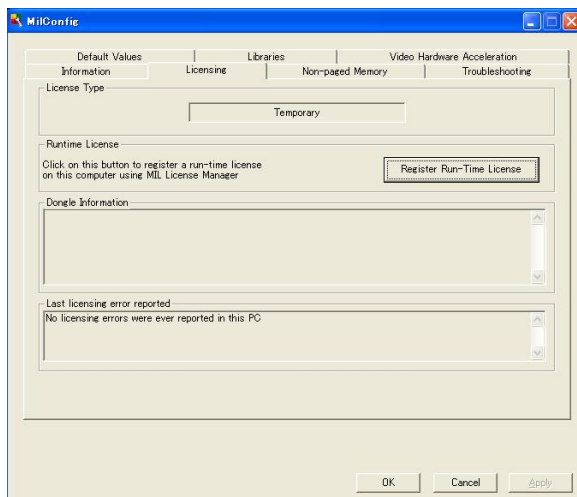 MilConfig
Default Values
Libraries
Video Hardware Acceleration
Information
Licensing
Non-paged Memory
Troubleshooting
License Type
Temporary
Runtime License
Click on this button to register a run-time license
on this computer using MIL License Manager
Register Run-Time License
Dongle Information
Last licensing error reported
No licensing errors were ever reported in this PC
OK
Cancel
Apply